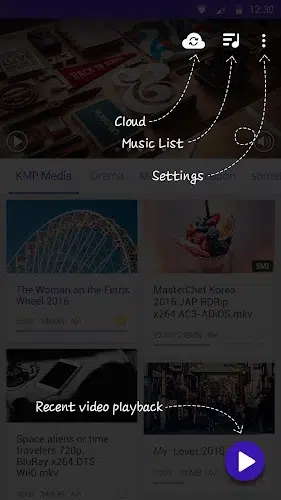 12:30
Cloud
Music List
Settings
KMP Media
Drama
The Woman on the Ferris
Wheel 2016
SMI
MasterChef Korea
2016.JAP RDRip
x264.AC3-ADiOS.mkv
Recent video playback
Space aliens or time
travelers 720p.
BluRay.x264.DTS
WiKi.mkv
My Lover.2016